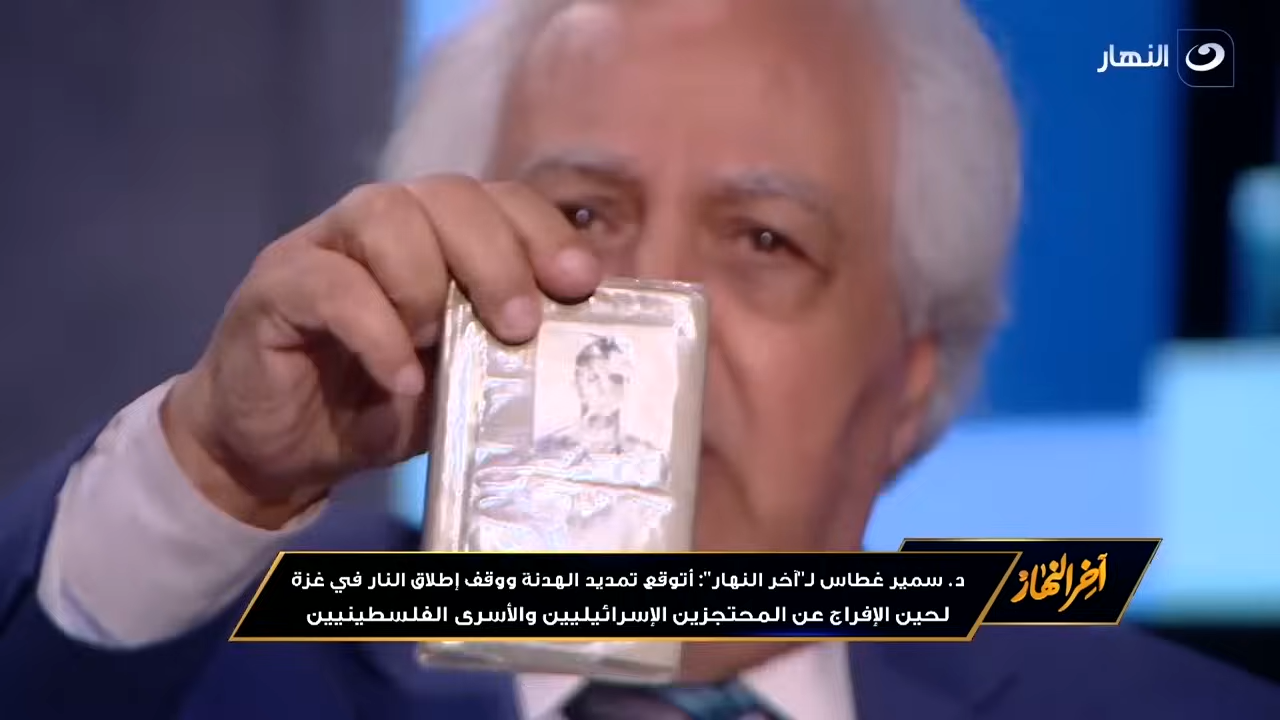 النهار
آخر النهار
د. سمير غطاس لـ"آخر النهار": أتوقع تمديد الهدنة ووقف إطلاق النار في غزة
لحين الإفراج عن المحتجزين الإسرائيليين والأسرى الفلسطينيين